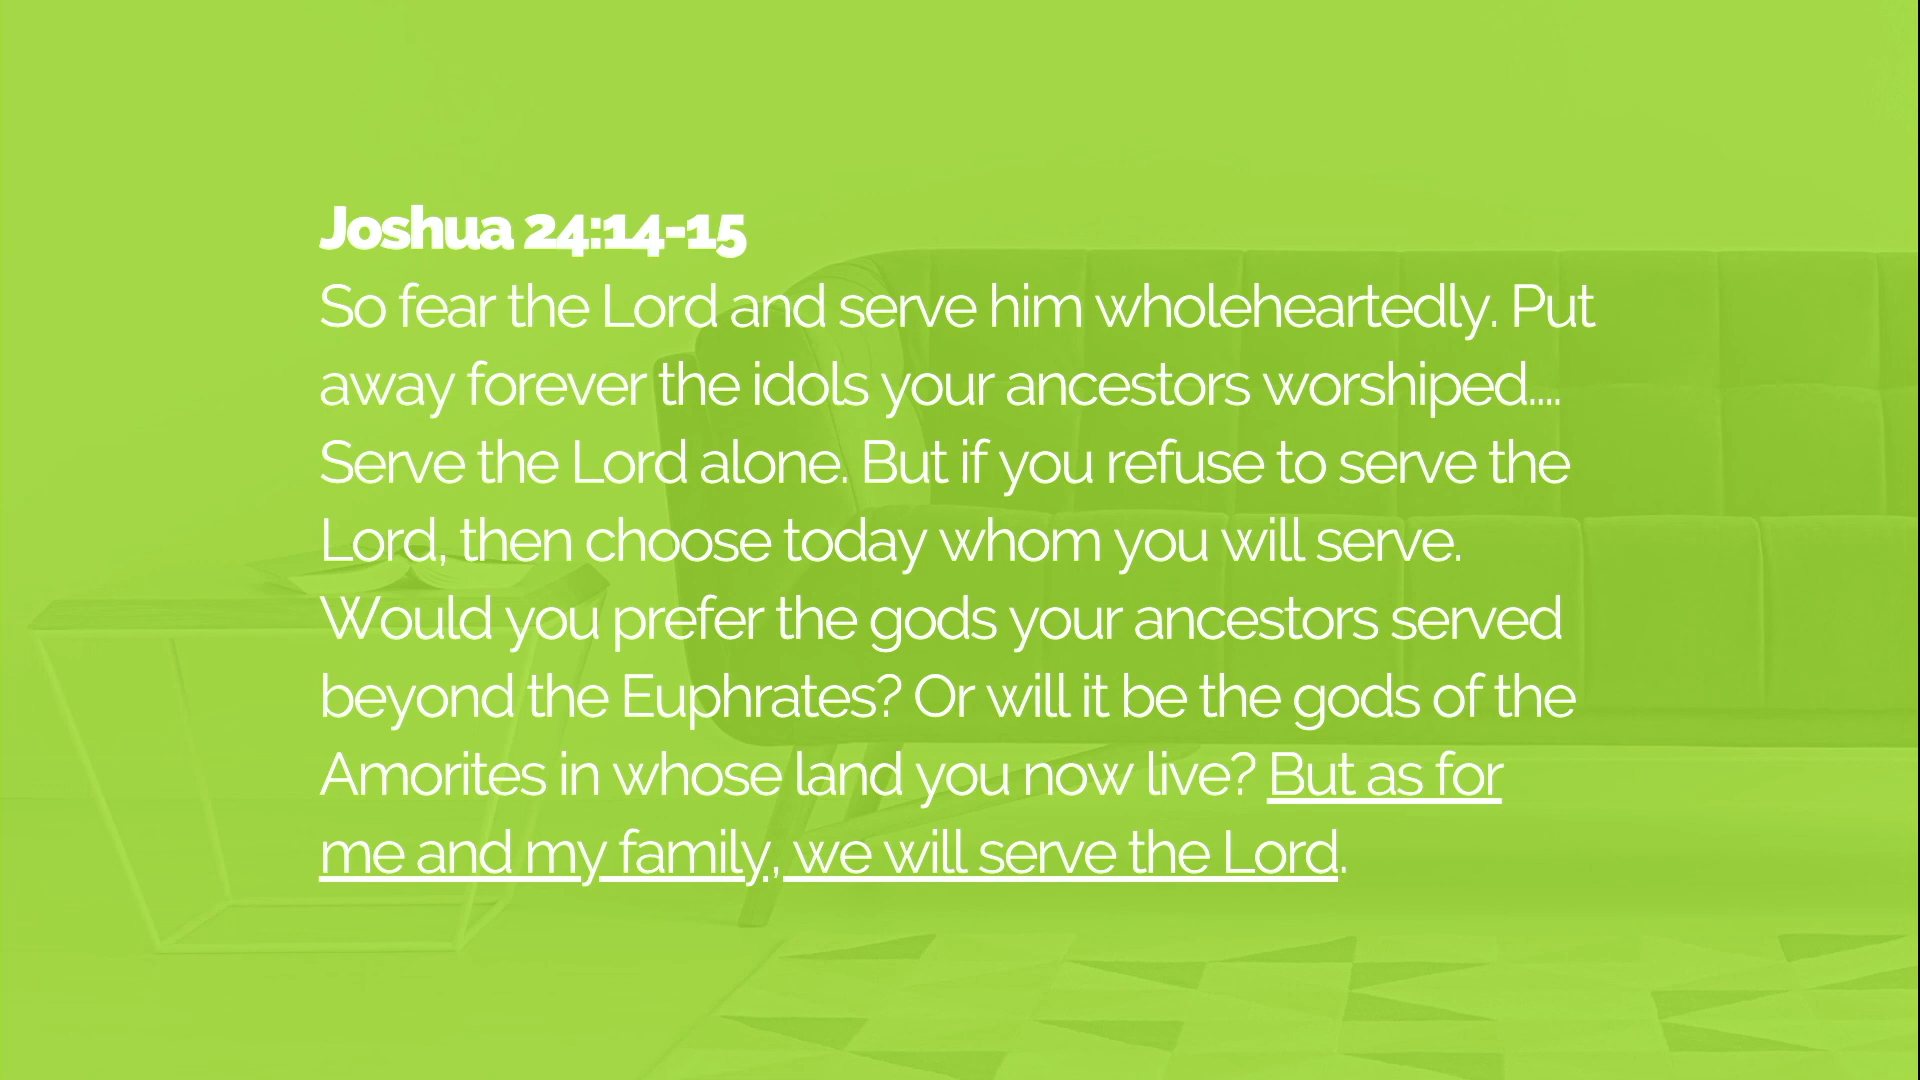 Joshua 24:14-15
So fear the Lord and serve him wholeheartedly. Put
away forever the idols your ancestors worshiped....
Serve the Lord alone. But if you refuse to serve the
Lord, then choose today whom you will serve.
Would you prefer the gods your ancestors served
beyond the Euphrates? Or will it be the gods of the
Amorites in whose land you now live? But as for
me and my family, we will serve the Lord.